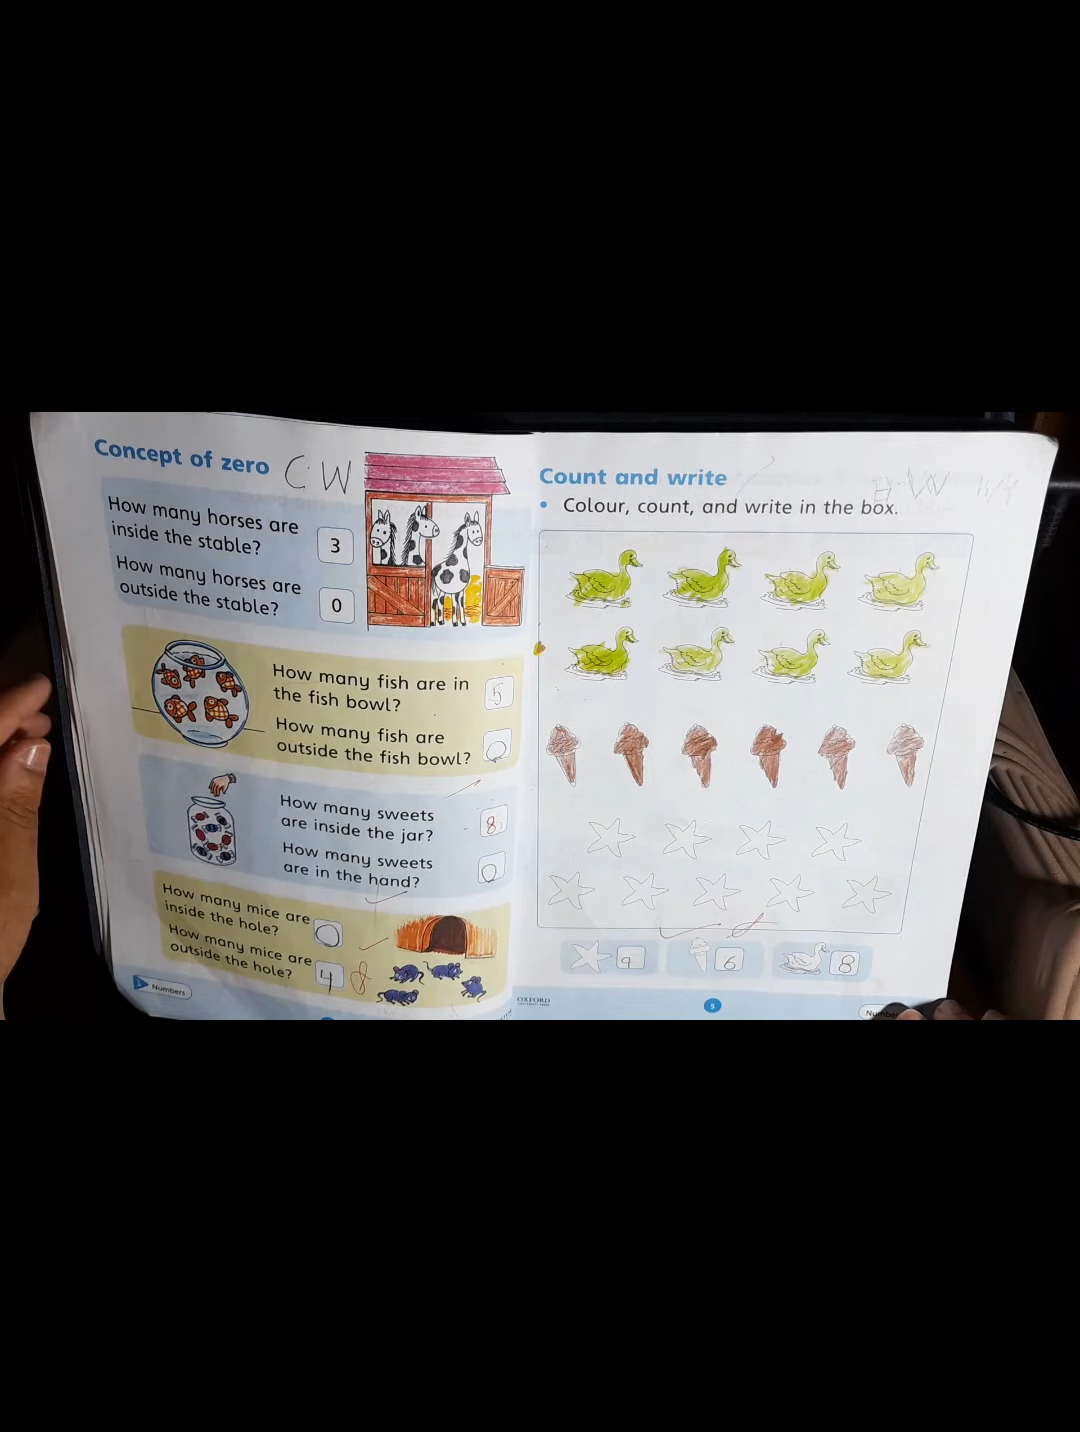 Concept of zero
C W
How many horses are
inside the stable?
3
How many horses are
outside the stable?
0
How many fish are in
the fish bowl?
5
How many fish are
outside the fish bowl?
0
How many sweets
are inside the jar?
8
How many sweets
are in the hand?
0
How many mice are
inside the hole?
0
How many mice are
outside the hole?
4
Numbers
Count and write
H.W
• Colour, count, and write in the box.
9
6
8
OXFORD
UNIVERSITY PRESS
5
Number